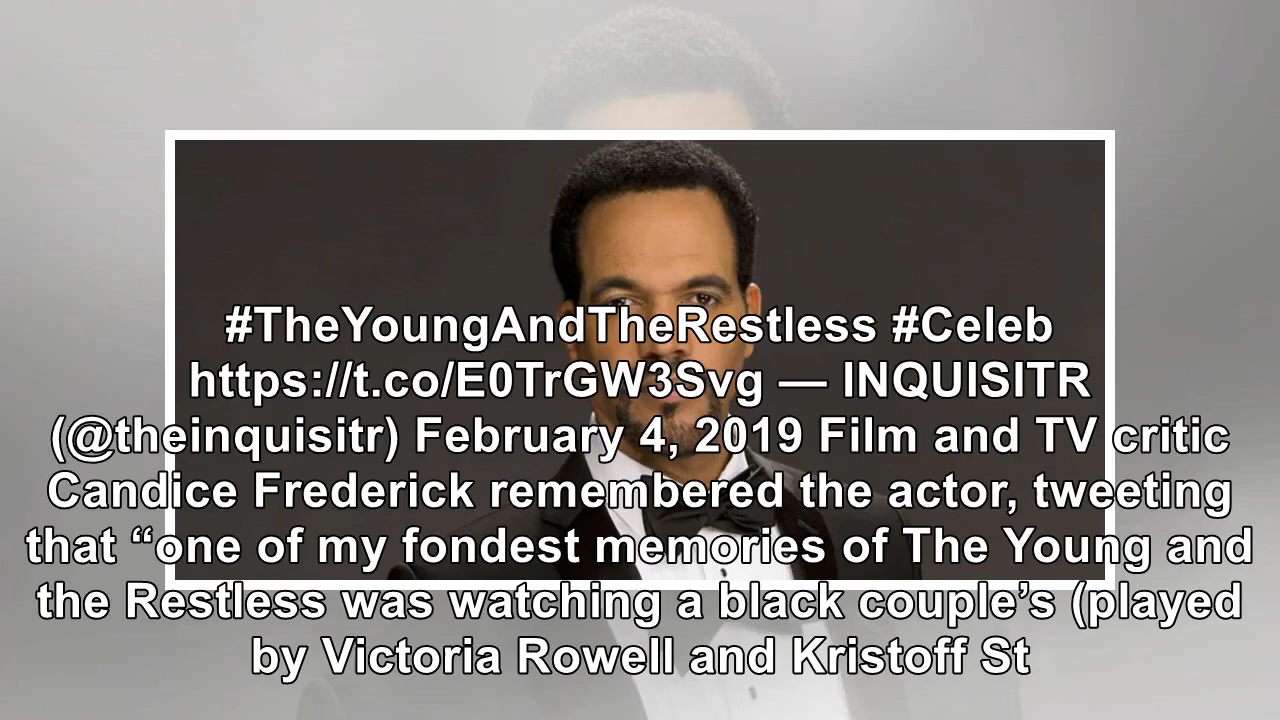 #TheYoungAndTheRestless #Celeb
https://t.co/E0TrGW3Svg — INQUISITR
(@theinquisitr) February 4, 2019 Film and TV critic
Candice Frederick remembered the actor, tweeting
that “one of my fondest memories of The Young and
the Restless was watching a black couple’s (played
by Victoria Rowell and Kristoff St